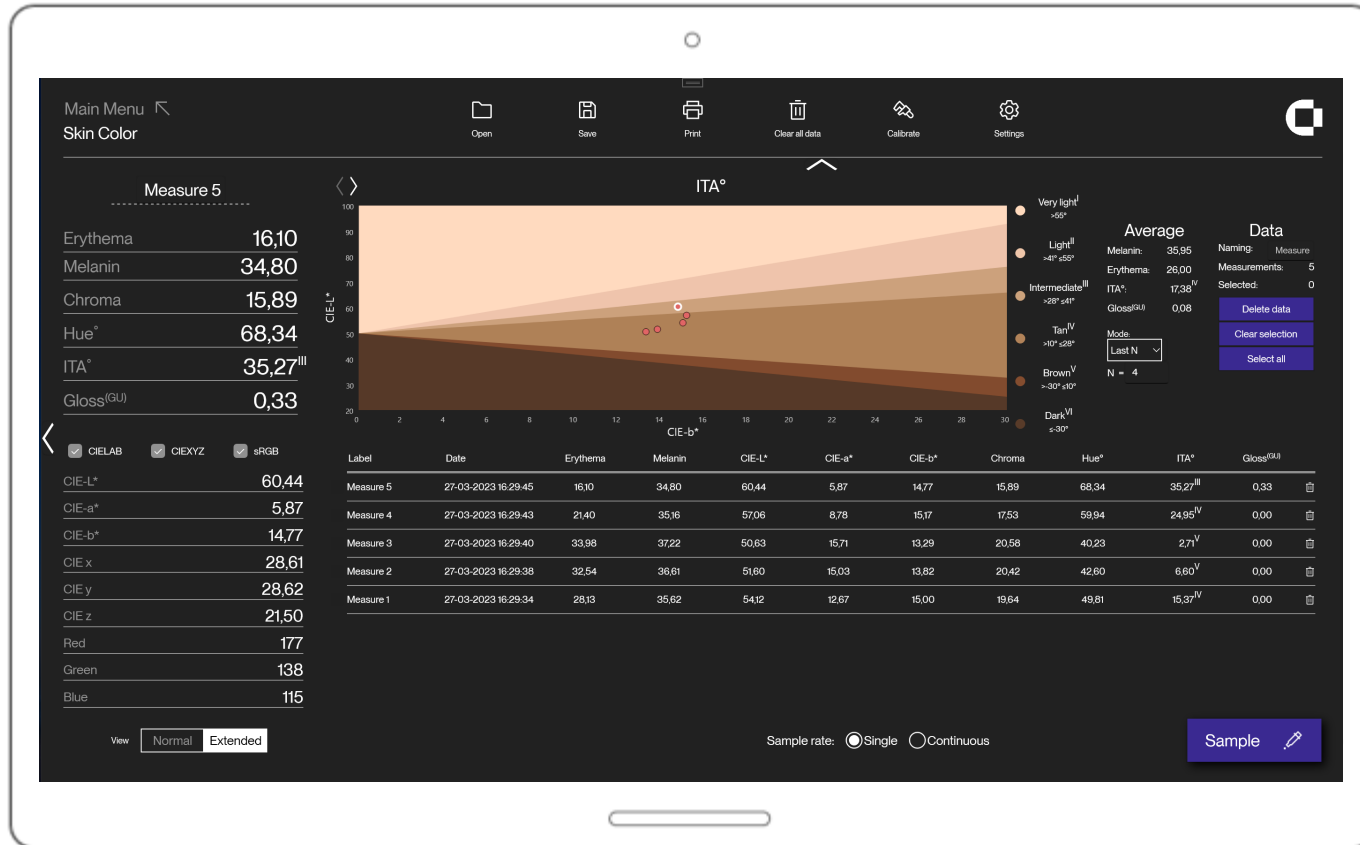 Main Menu
Skin Color
Open
Save
Print
Clear all data
Calibrate
Settings
Measure 5
Erythema 16,10
Melanin 34,80
Chroma 15,89
Hue° 68,34
ITA° 35,27III
Gloss(GU) 0,33
CIELAB CIEXYZ sRGB
CIE-L* 60,44
CIE-a* 5,87
CIE-b* 14,77
CIE x 28,61
CIE y 28,62
CIE z 21,50
Red 177
Green 138
Blue 115
View Normal Extended
ITA°
CIE-L*
100
90
80
70
60
50
40
30
20
0 2 4 6 8 10 12 14 16 18 20 22 24 26 28 30
CIE-b*
Very lightI
>55°
LightII
>41° ≤55°
IntermediateIII
>28° ≤41°
TanIV
>10° ≤28°
BrownV
>-30° ≤10°
DarkVI
≤-30°
Average
Melanin: 35,95
Erythema: 26,00
ITA°: 17,38IV
Gloss(GU) 0,08
Mode:
Last N
N = 4
Data
Naming: Measure
Measurements: 5
Selected: 0
Delete data
Clear selection
Select all
Label Date Erythema Melanin CIE-L* CIE-a* CIE-b* Chroma Hue° ITA° Gloss(GU)
Measure 5 27-03-2023 16:29:45 16,10 34,80 60,44 5,87 14,77 15,89 68,34 35,27III 0,33
Measure 4 27-03-2023 16:29:43 21,40 35,16 57,06 8,78 15,17 17,53 59,94 24,95IV 0,00
Measure 3 27-03-2023 16:29:40 33,98 37,22 50,63 15,71 13,29 20,58 40,23 2,71V 0,00
Measure 2 27-03-2023 16:29:38 32,54 36,61 51,60 15,03 13,82 20,42 42,60 6,60V 0,00
Measure 1 27-03-2023 16:29:34 28,13 35,62 54,12 12,67 15,00 19,64 49,81 15,37IV 0,00
Sample rate: Single Continuous
Sample